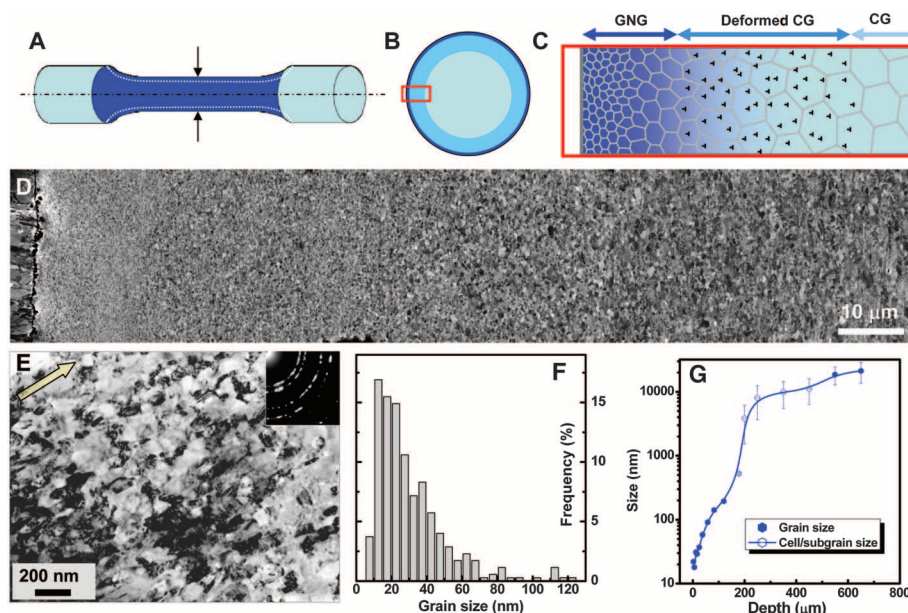 A
B
C
GNG
Deformed CG
CG
D
10 µm
E
200 nm
F
15
10
5
0
Frequency (%)
0 20 40 60 80 100 120
Grain size (nm)
G
10000
1000
100
10
Size (nm)
Grain size
Cell/subgrain size
0 200 400 600 800
Depth (µm)